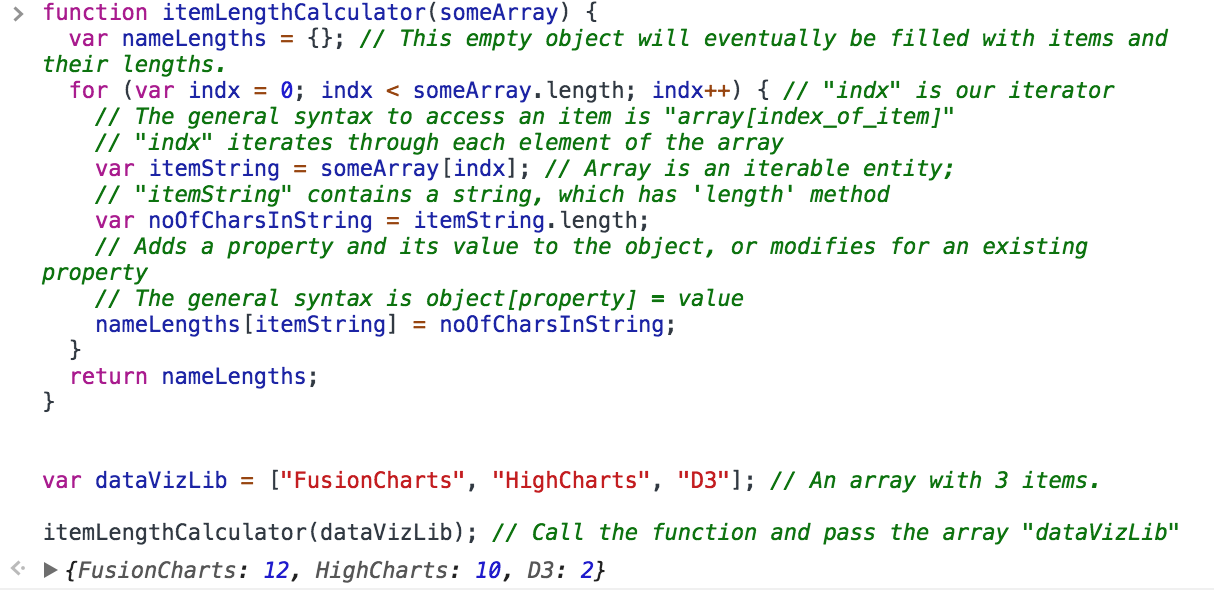 > function itemLengthCalculator(someArray) {
  var nameLengths = {}; // This empty object will eventually be filled with items and
their lengths.
  for (var indx = 0; indx < someArray.length; indx++) { // "indx" is our iterator
    // The general syntax to access an item is "array[index_of_item]"
    // "indx" iterates through each element of the array
    var itemString = someArray[indx]; // Array is an iterable entity;
    // "itemString" contains a string, which has 'length' method
    var noOfCharsInString = itemString.length;
    // Adds a property and its value to the object, or modifies for an existing
property
    // The general syntax is object[property] = value
    nameLengths[itemString] = noOfCharsInString;
  }
  return nameLengths;
}
var dataVizLib = ["FusionCharts", "HighCharts", "D3"]; // An array with 3 items.
itemLengthCalculator(dataVizLib); // Call the function and pass the array "dataVizLib"
{FusionCharts: 12, HighCharts: 10, D3: 2}